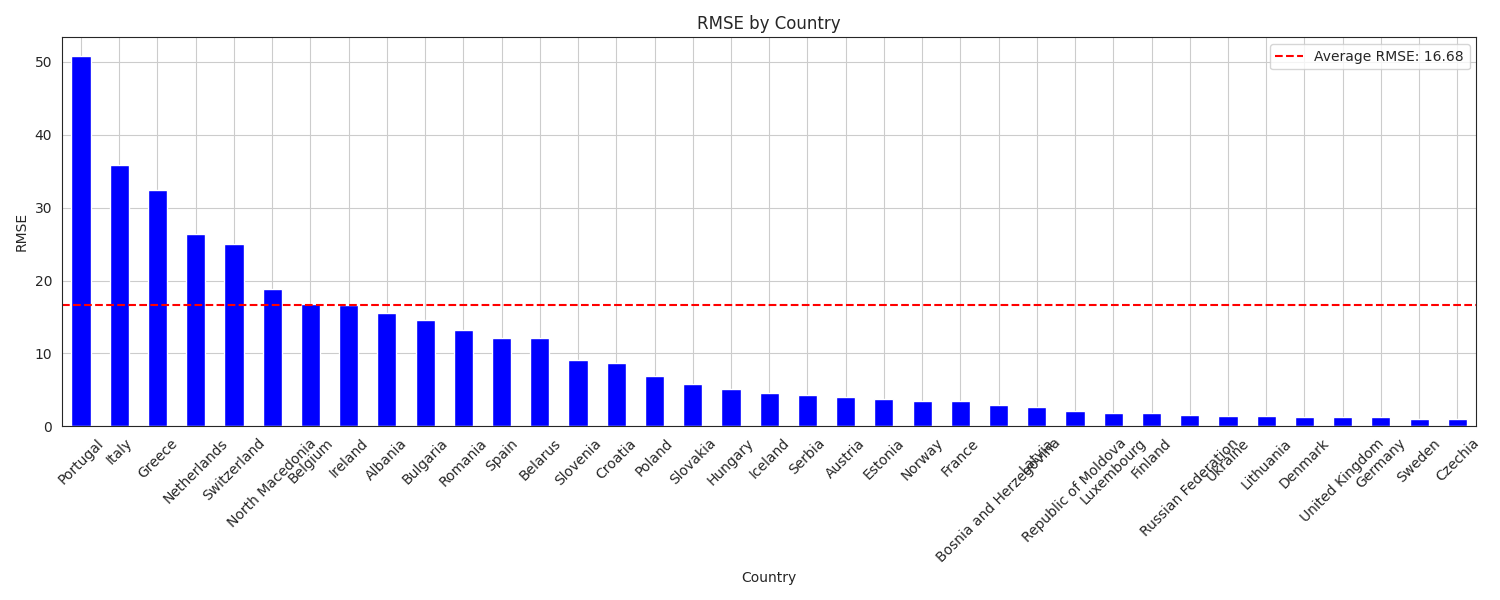 RMSE by Country
Average RMSE: 16.68
RMSE
50
40
30
20
10
0
Portugal
Italy
Greece
Netherlands
Switzerland
North Macedonia
Belgium
Ireland
Albania
Bulgaria
Romania
Spain
Belarus
Slovenia
Croatia
Poland
Slovakia
Hungary
Iceland
Serbia
Austria
Estonia
Norway
France
Bosnia and Herzegovina
Latvia
Republic of Moldova
Luxembourg
Finland
Russian Federation
Ukraine
Lithuania
Denmark
United Kingdom
Germany
Sweden
Czechia
Country